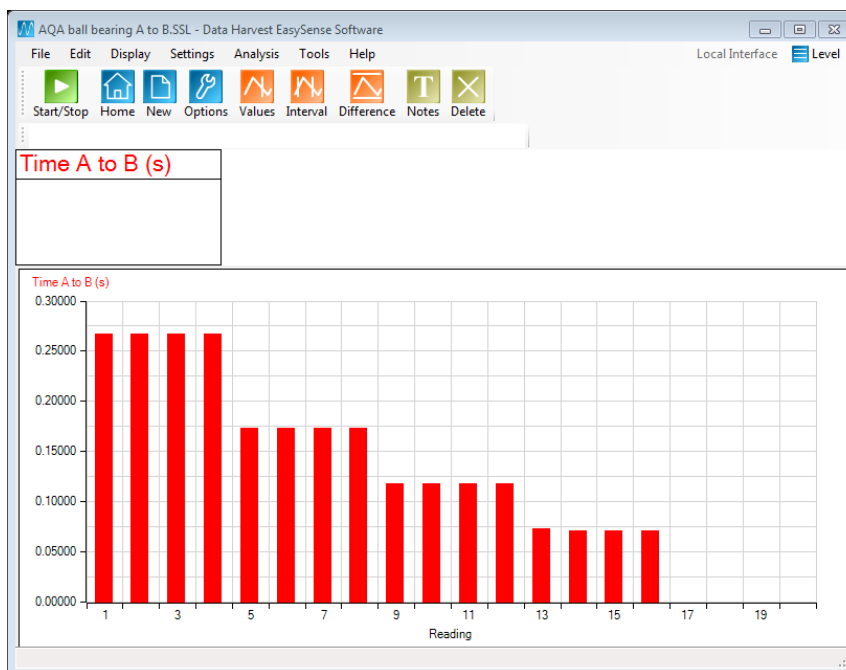 AQA ball bearing A to B.SSL - Data Harvest EasySense Software
File Edit Display Settings Analysis Tools Help Local Interface Level
Start/Stop Home New Options Values Interval Difference Notes Delete
Time A to B (s)
Time A to B (s)
0.30000
0.25000
0.20000
0.15000
0.10000
0.05000
0.00000
1 3 5 7 9 11 13 15 17 19
Reading